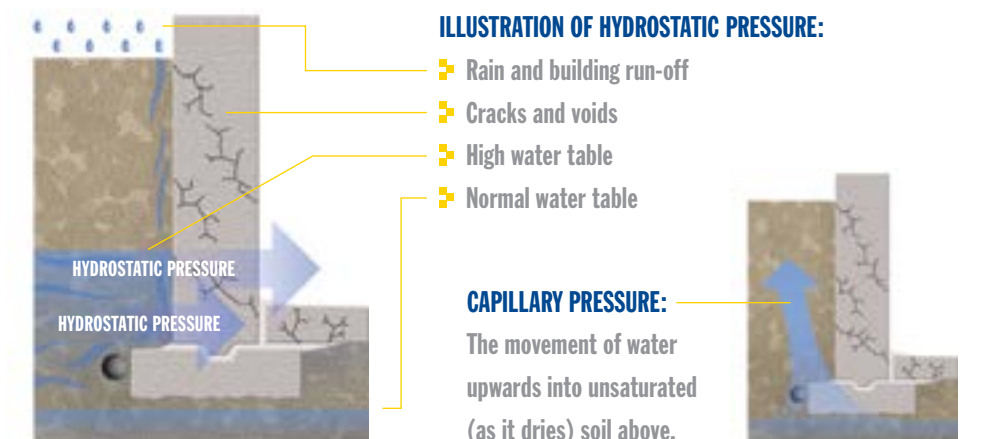 ILLUSTRATION OF HYDROSTATIC PRESSURE:
Rain and building run-off
Cracks and voids
High water table
Normal water table
HYDROSTATIC PRESSURE
HYDROSTATIC PRESSURE
CAPILLARY PRESSURE:
The movement of water
upwards into unsaturated
(as it dries) soil above.